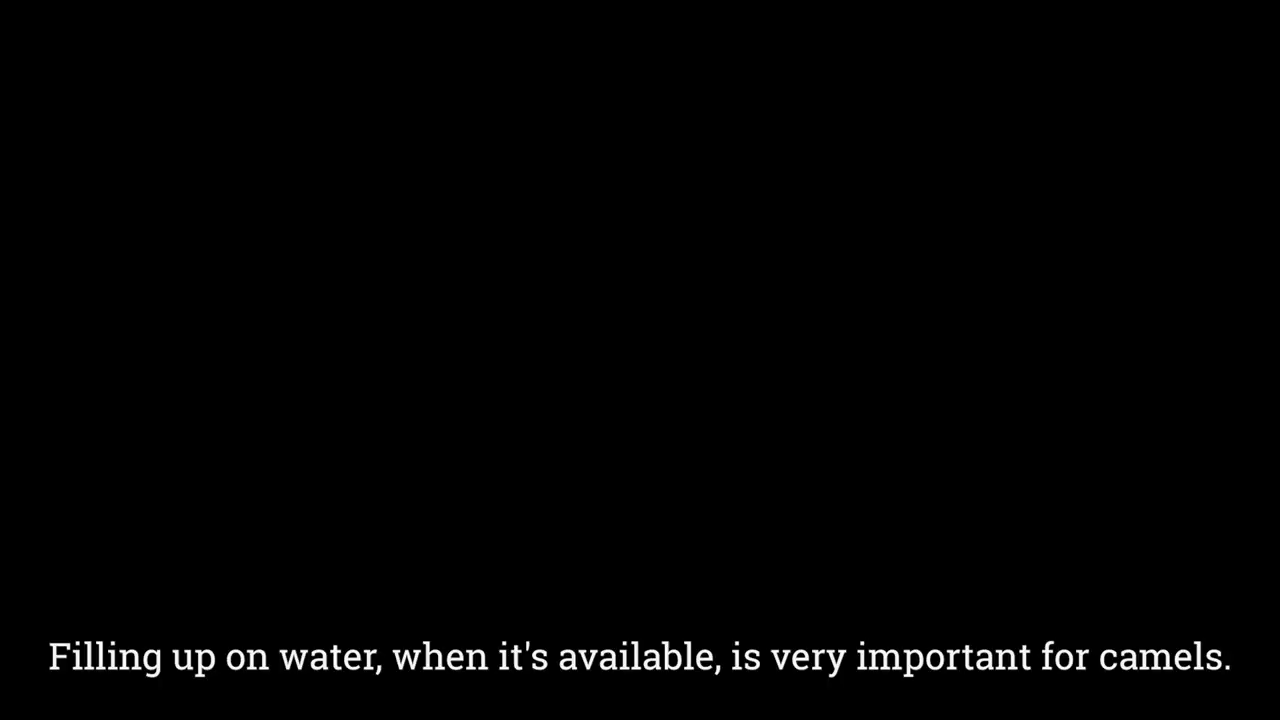 Filling up on water, when it's available, is very important for camels.